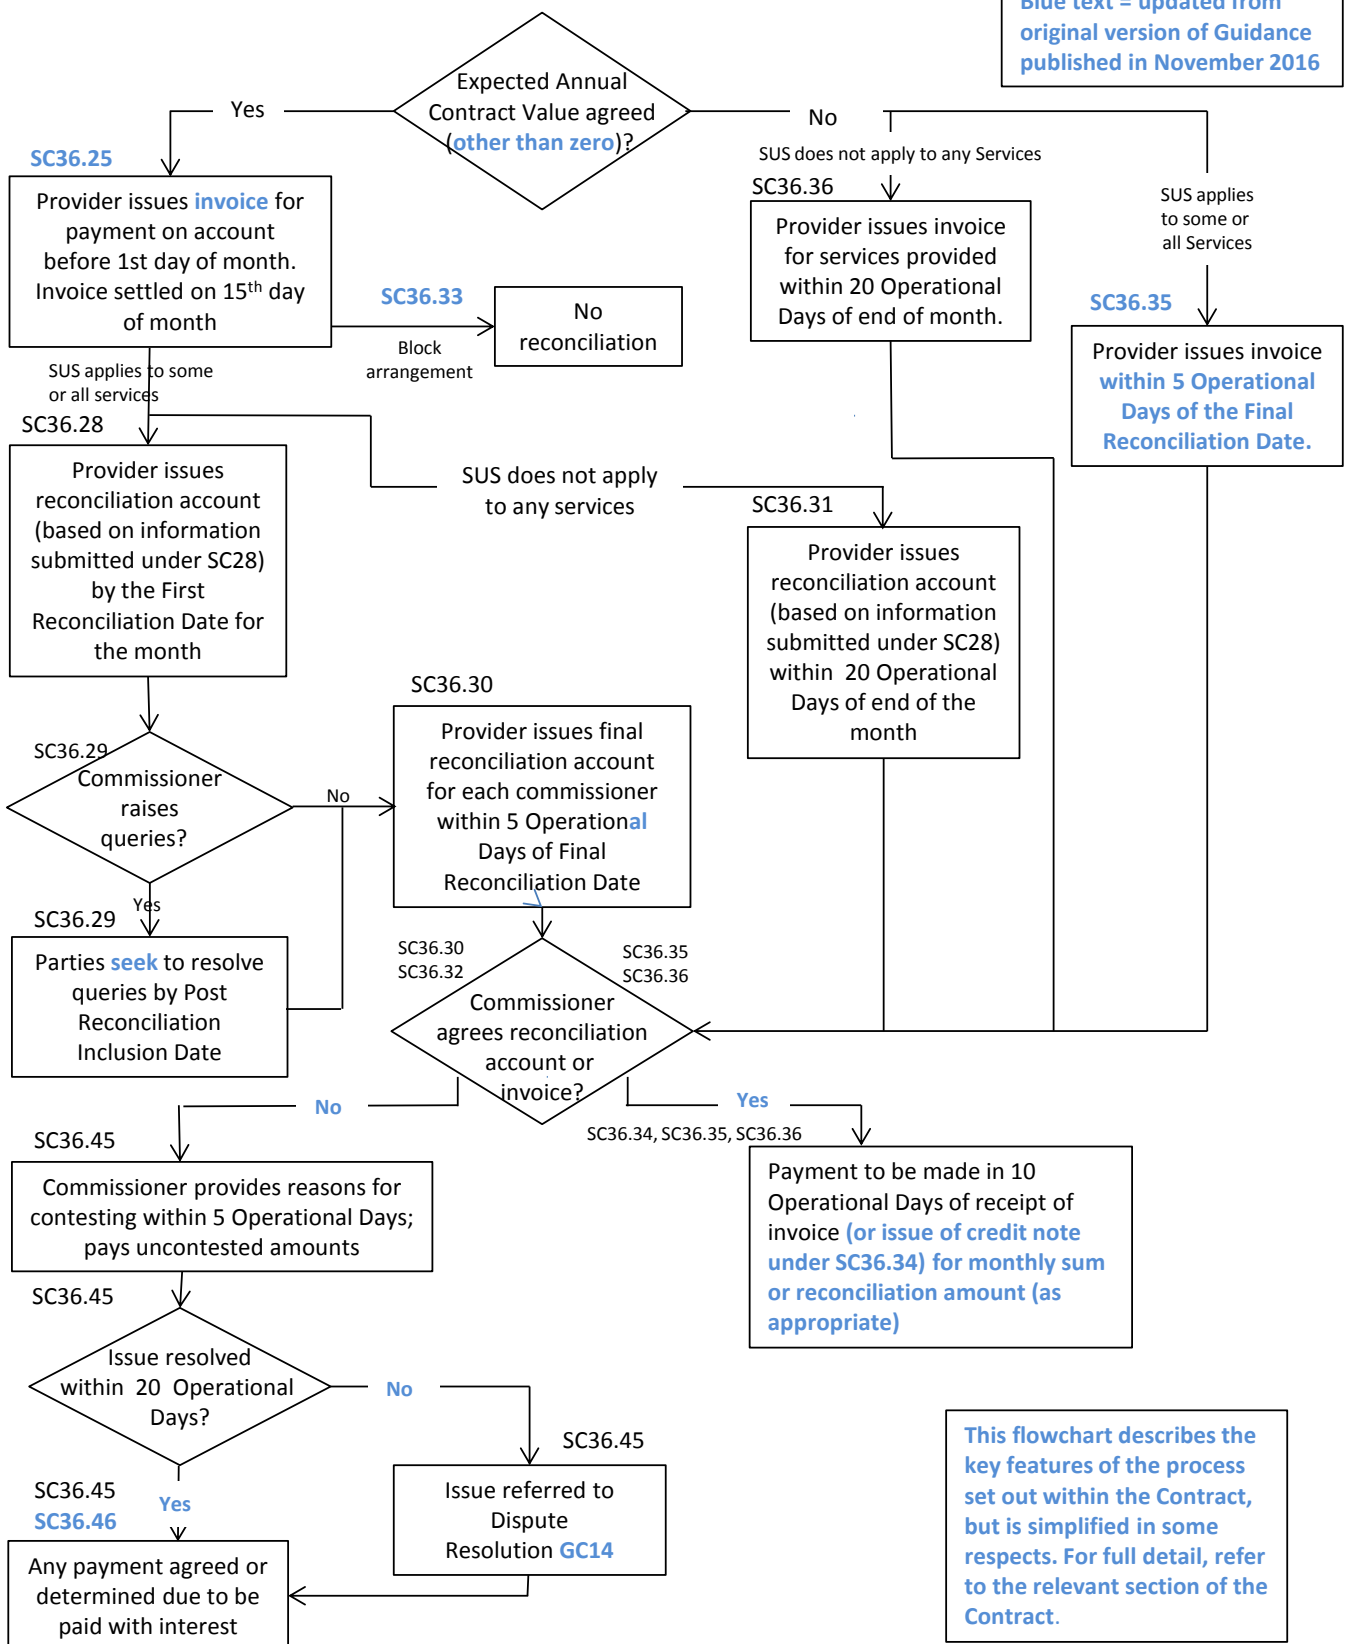 Blue text = updated from
original version of Guidance
published in November 2016
Expected Annual
Contract Value agreed
(other than zero)?
Yes
No
SUS does not apply to any Services
SC36.25
Provider issues invoice for
payment on account
before 1st day of month.
Invoice settled on 15th day
of month
SC36.33
Block
arrangement
No
reconciliation
SC36.36
Provider issues invoice
for services provided
within 20 Operational
Days of end of month.
SUS applies
to some or
all Services
SC36.35
Provider issues invoice
within 5 Operational
Days of the Final
Reconciliation Date.
SUS applies to some
or all services
SC36.28
Provider issues
reconciliation account
(based on information
submitted under SC28)
by the First
Reconciliation Date for
the month
SUS does not apply
to any services
SC36.31
Provider issues
reconciliation account
(based on information
submitted under SC28)
within  20 Operational
Days of end of the
month
SC36.29
Commissioner
raises
queries?
No
Yes
SC36.30
Provider issues final
reconciliation account
for each commissioner
within 5 Operational
Days of Final
Reconciliation Date
SC36.29
Parties seek to resolve
queries by Post
Reconciliation
Inclusion Date
SC36.30
SC36.32
SC36.35
SC36.36
Commissioner
agrees reconciliation
account or
invoice?
No
Yes
SC36.34, SC36.35, SC36.36
SC36.45
Commissioner provides reasons for
contesting within 5 Operational Days;
pays uncontested amounts
Payment to be made in 10
Operational Days of receipt of
invoice (or issue of credit note
under SC36.34) for monthly sum
or reconciliation amount (as
appropriate)
SC36.45
Issue resolved
within  20  Operational
Days?
No
SC36.45
Issue referred to
Dispute
Resolution GC14
SC36.45
SC36.46
Yes
Any payment agreed or
determined due to be
paid with interest
This flowchart describes the
key features of the process
set out within the Contract,
but is simplified in some
respects. For full detail, refer
to the relevant section of the
Contract.